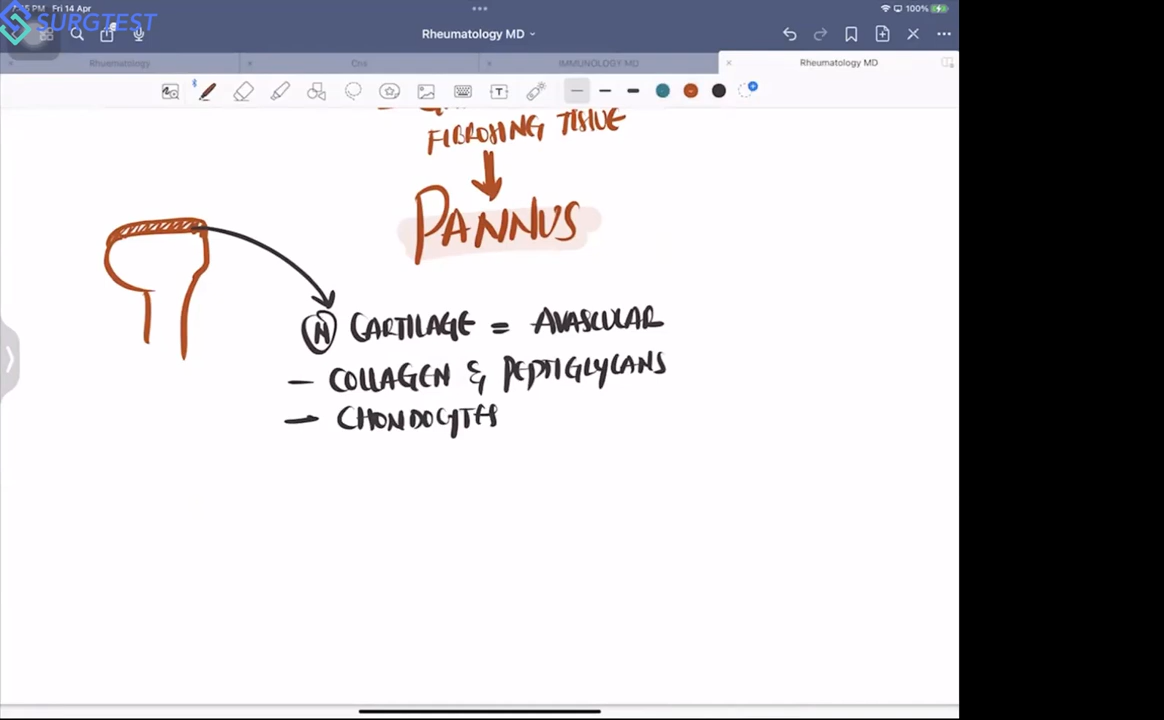 Fri 14 Apr
100%
SURGTEST
Rheumatology MD
Rhuematology
IMMUNOLOGY MD
Rheumatology MD
T
FIBROSING TISSUE
PANNUS
N CARTILAGE = AVASCULAR
- COLLAGEN & PEPTIGLYCANS
- CHONDOCYTES